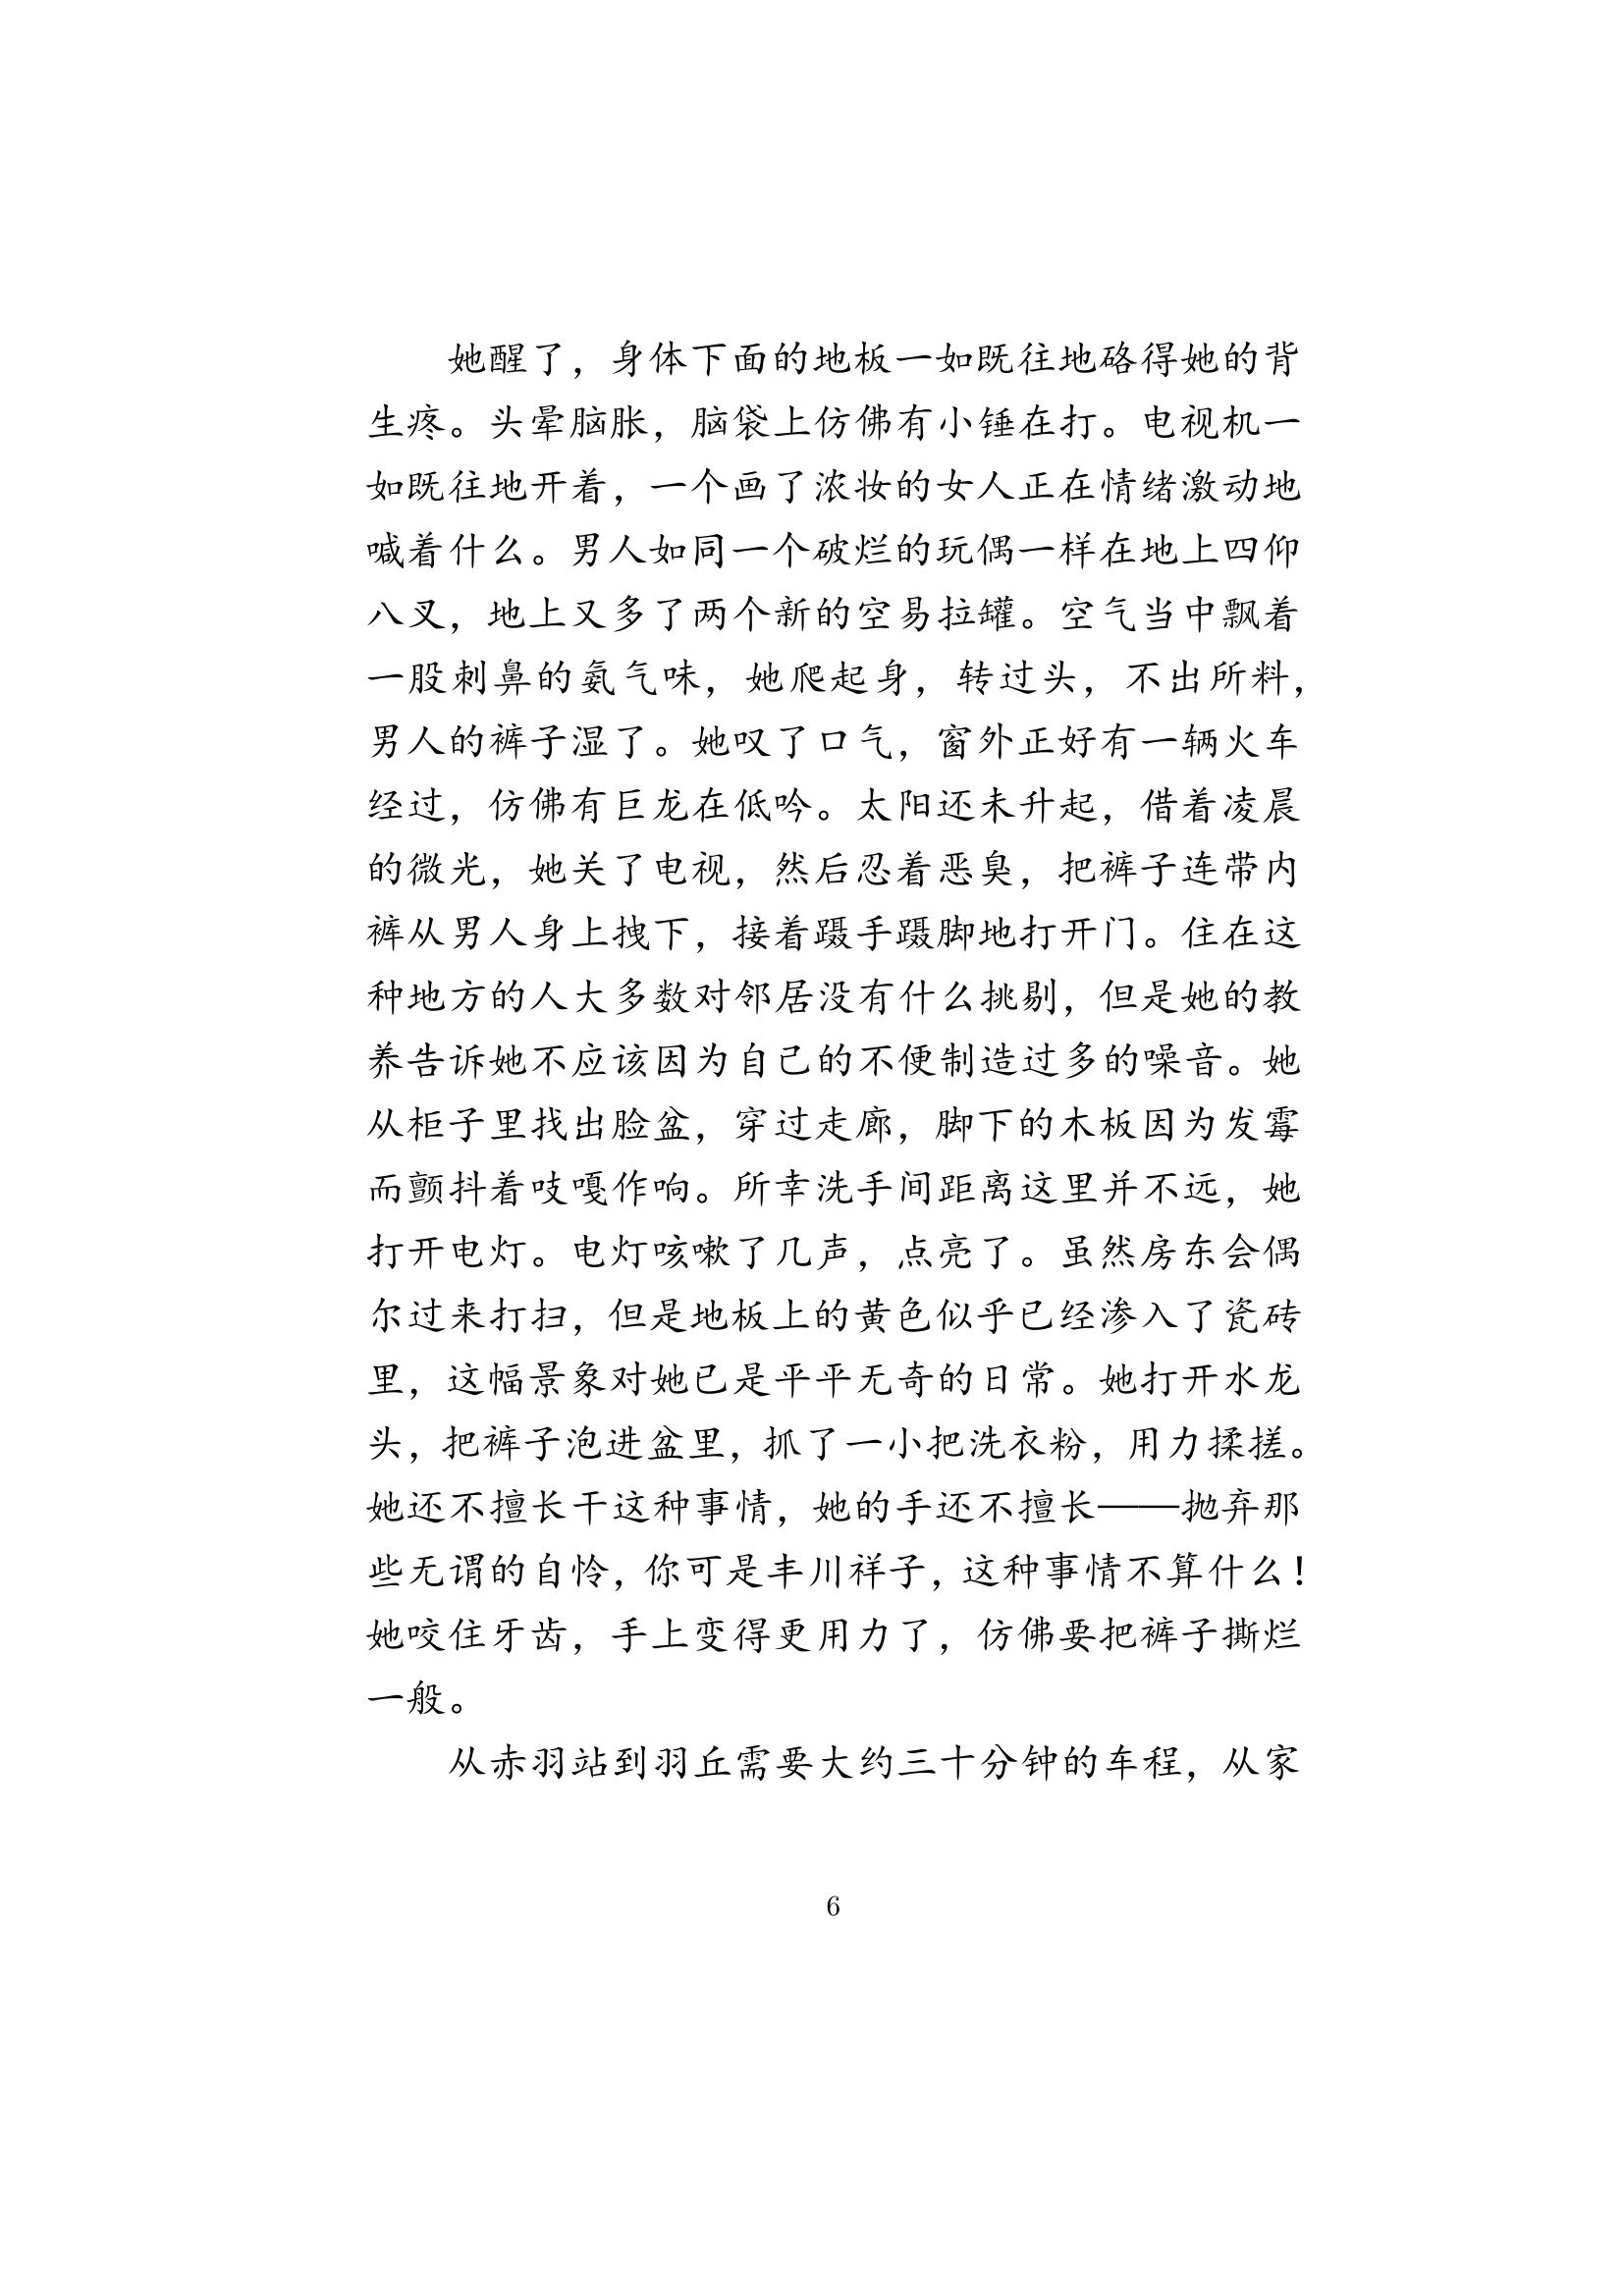 她醒了，身体下面的地板一如既往地硌得她的背
生疼。头晕脑胀，脑袋上仿佛有小锤在打。电视机一
如既往地开着，一个画了浓妆的女人正在情绪激动地
喊着什么。男人如同一个破烂的玩偶一样在地上四仰
八叉，地上又多了两个新的空易拉罐。空气当中飘着
一股刺鼻的氨气味，她爬起身，转过头，不出所料，
男人的裤子湿了。她叹了口气，窗外正好有一辆火车
经过，仿佛有巨龙在低吟。太阳还未升起，借着凌晨
的微光，她关了电视，然后忍着恶臭，把裤子连带内
裤从男人身上拽下，接着蹑手蹑脚地打开门。住在这
种地方的人大多数对邻居没有什么挑剔，但是她的教
养告诉她不应该因为自己的不便制造过多的噪音。她
从柜子里找出脸盆，穿过走廊，脚下的木板因为发霉
而颤抖着吱嘎作响。所幸洗手间距离这里并不远，她
打开电灯。电灯咳嗽了几声，点亮了。虽然房东会偶
尔过来打扫，但是地板上的黄色似乎已经渗入了瓷砖
里，这幅景象对她已是平平无奇的日常。她打开水龙
头，把裤子泡进盆里，抓了一小把洗衣粉，用力揉搓。
她还不擅长干这种事情，她的手还不擅长——抛弃那
些无谓的自怜，你可是丰川祥子，这种事情不算什么！
她咬住牙齿，手上变得更用力了，仿佛要把裤子撕烂
一般。
从赤羽站到羽丘需要大约三十分钟的车程，从家
6